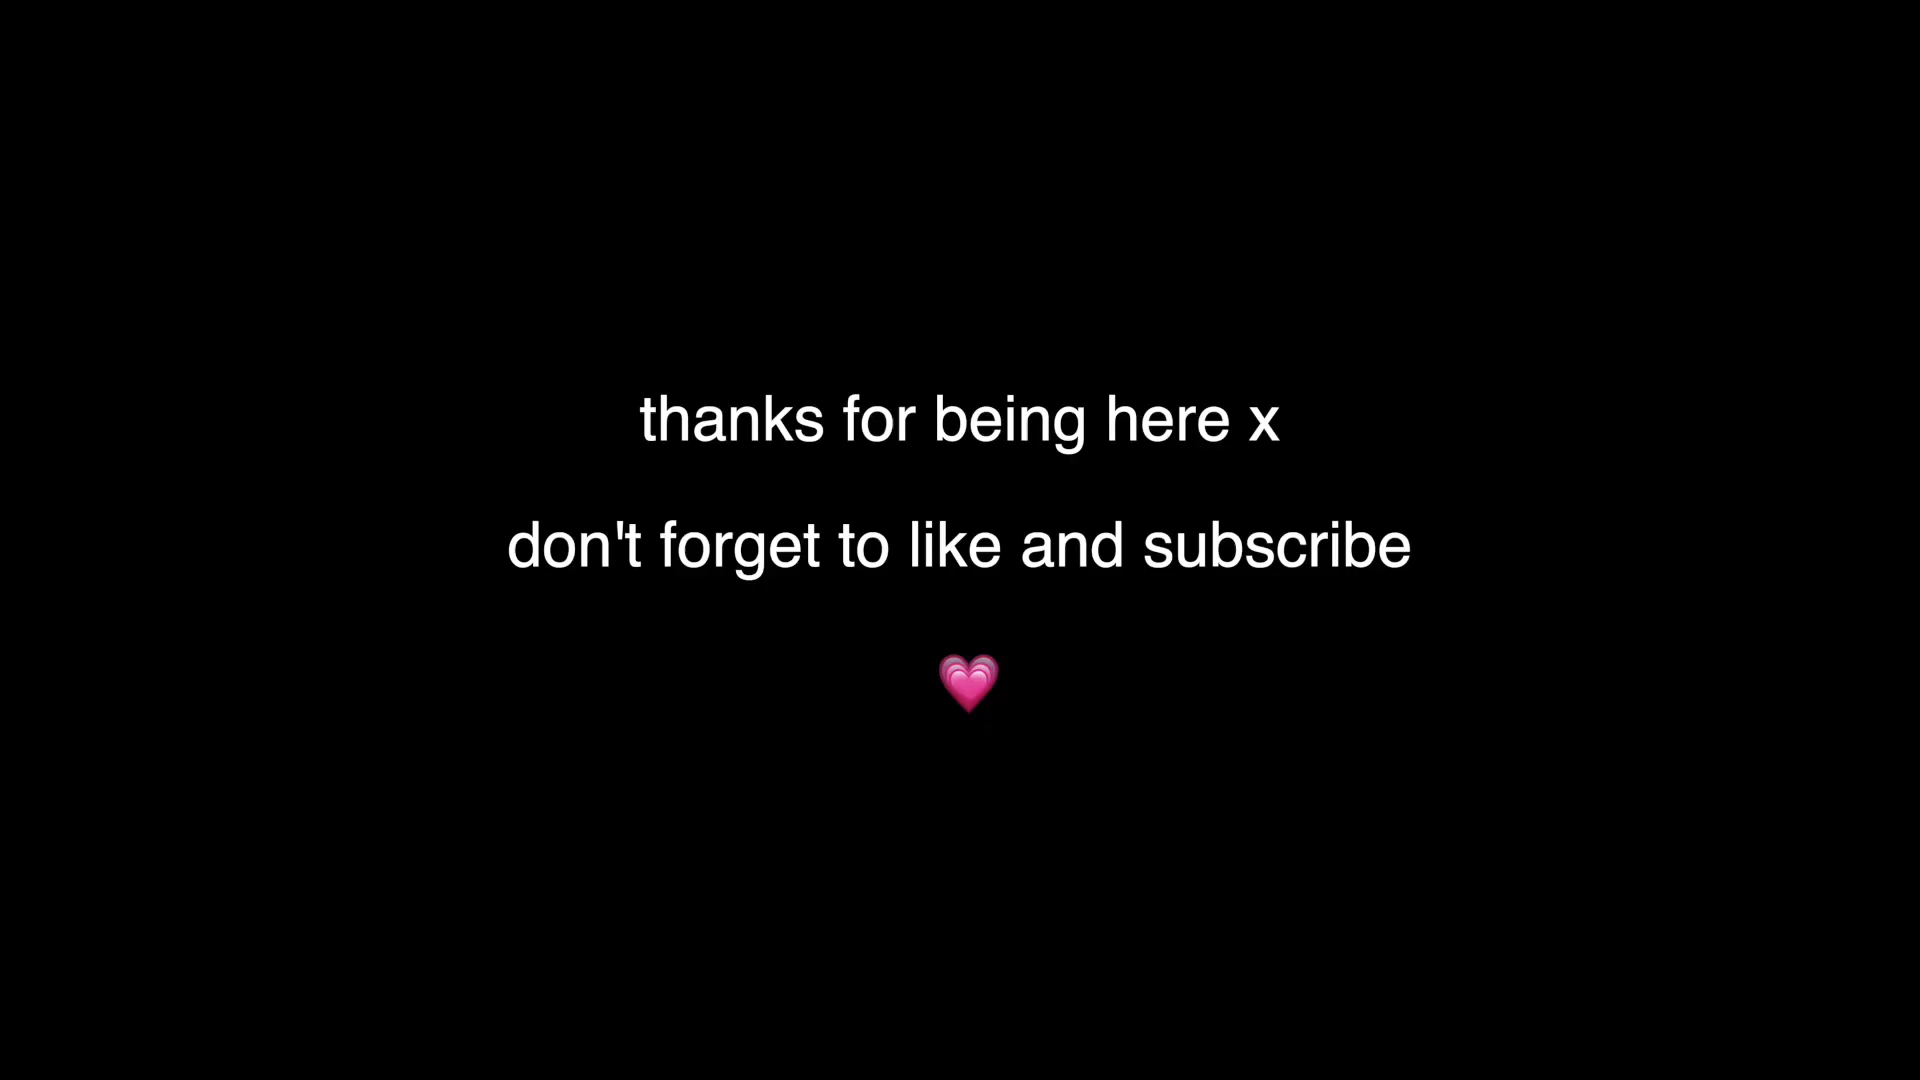 thanks for being here x
don't forget to like and subscribe
💗